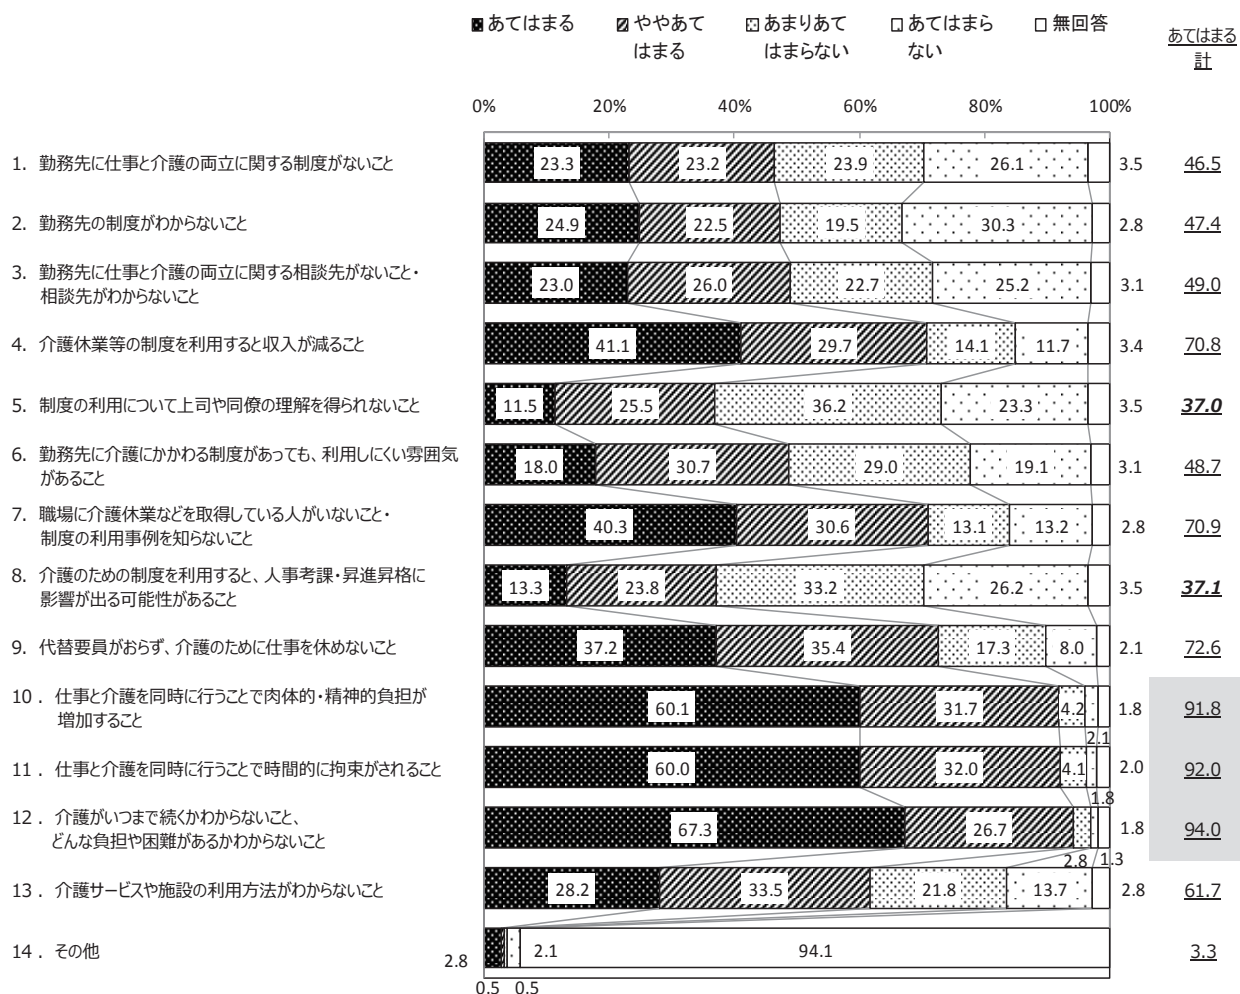 あてはまる ややあて あまりあて あてはまら 無回答
はまる はまらない ない
あてはまる
計
0% 20% 40% 60% 80% 100%
1. 勤務先に仕事と介護の両立に関する制度がないこと 23.3 23.2 23.9 26.1 3.5 46.5
2. 勤務先の制度がわからないこと 24.9 22.5 19.5 30.3 2.8 47.4
3. 勤務先に仕事と介護の両立に関する相談先がないこと・
相談先がわからないこと 23.0 26.0 22.7 25.2 3.1 49.0
4. 介護休業等の制度を利用すると収入が減ること 41.1 29.7 14.1 11.7 3.4 70.8
5. 制度の利用について上司や同僚の理解を得られないこと 11.5 25.5 36.2 23.3 3.5 37.0
6. 勤務先に介護にかかわる制度があっても、利用しにくい雰囲気
があること 18.0 30.7 29.0 19.1 3.1 48.7
7. 職場に介護休業などを取得している人がいないこと・
制度の利用事例を知らないこと 40.3 30.6 13.1 13.2 2.8 70.9
8. 介護のための制度を利用すると、人事考課・昇進昇格に
影響が出る可能性があること 13.3 23.8 33.2 26.2 3.5 37.1
9. 代替要員がおらず、介護のために仕事を休めないこと 37.2 35.4 17.3 8.0 2.1 72.6
10. 仕事と介護を同時に行うことで肉体的・精神的負担が
増加すること 60.1 31.7 4.2 2.1 1.8 91.8
11. 仕事と介護を同時に行うことで時間的に拘束がされること 60.0 32.0 4.1 1.8 2.0 92.0
12. 介護がいつまで続くかわからないこと、
どんな負担や困難があるかわからないこと 67.3 26.7 2.8 1.3 1.8 94.0
13. 介護サービスや施設の利用方法がわからないこと 28.2 33.5 21.8 13.7 2.8 61.7
14. その他 2.8 0.5 0.5 2.1 94.1 3.3